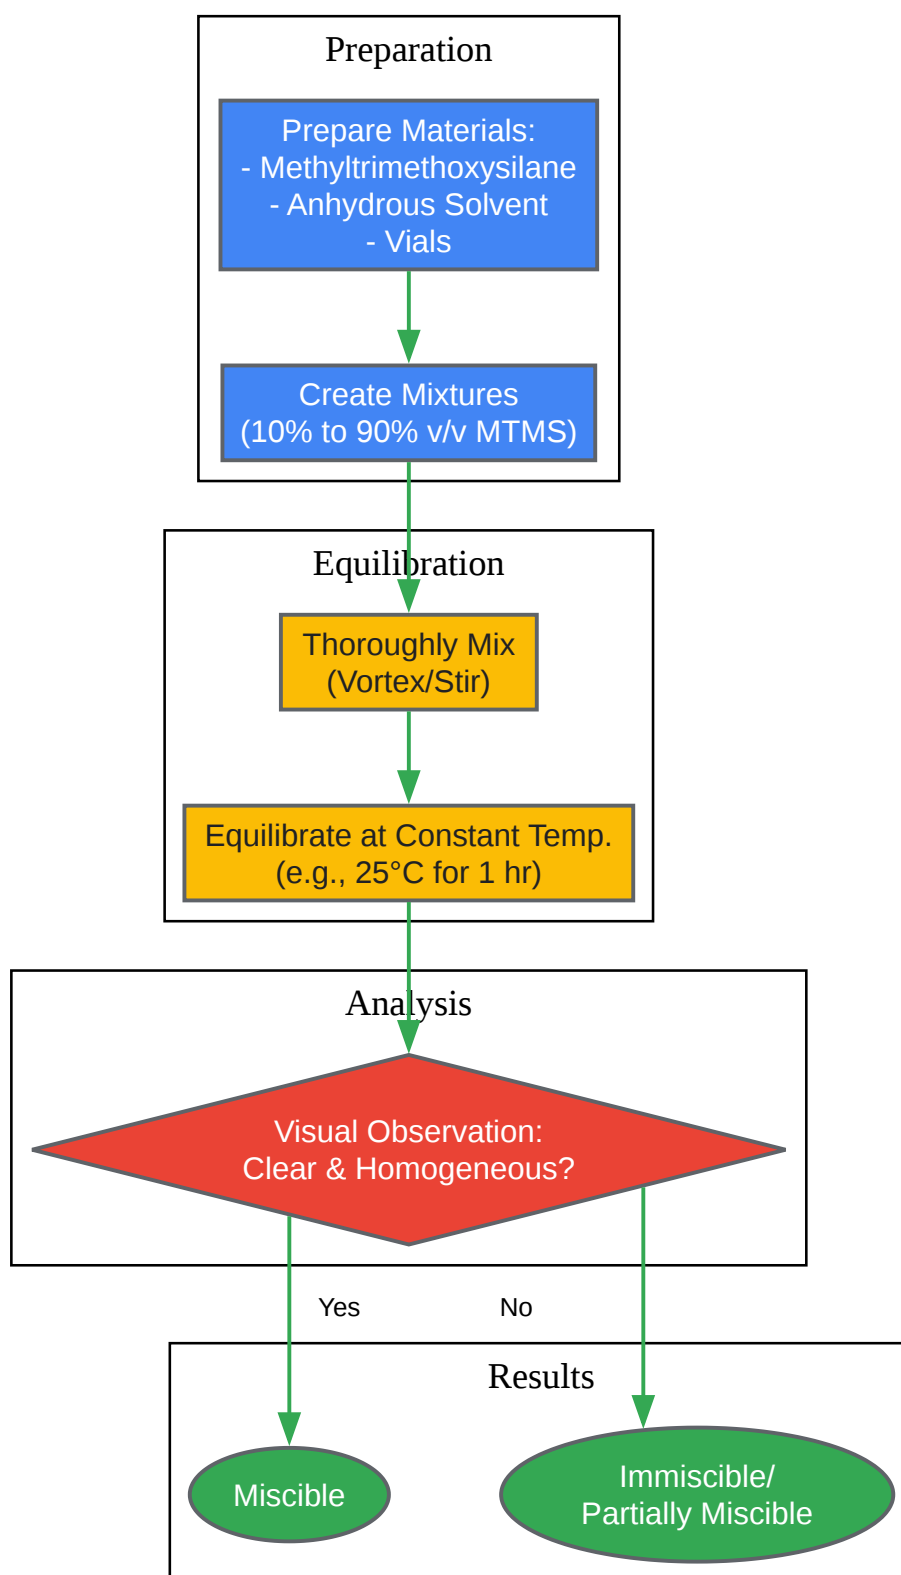 Preparation
Prepare Materials:
- Methyltrimethoxysilane
- Anhydrous Solvent
- Vials
Create Mixtures
(10% to 90% v/v MTMS)
Equilibration
Thoroughly Mix
(Vortex/Stir)
Equilibrate at Constant Temp.
(e.g., 25°C for 1 hr)
Analysis
Visual Observation:
Clear & Homogeneous?
Yes
No
Results
Miscible
Immiscible/
Partially Miscible